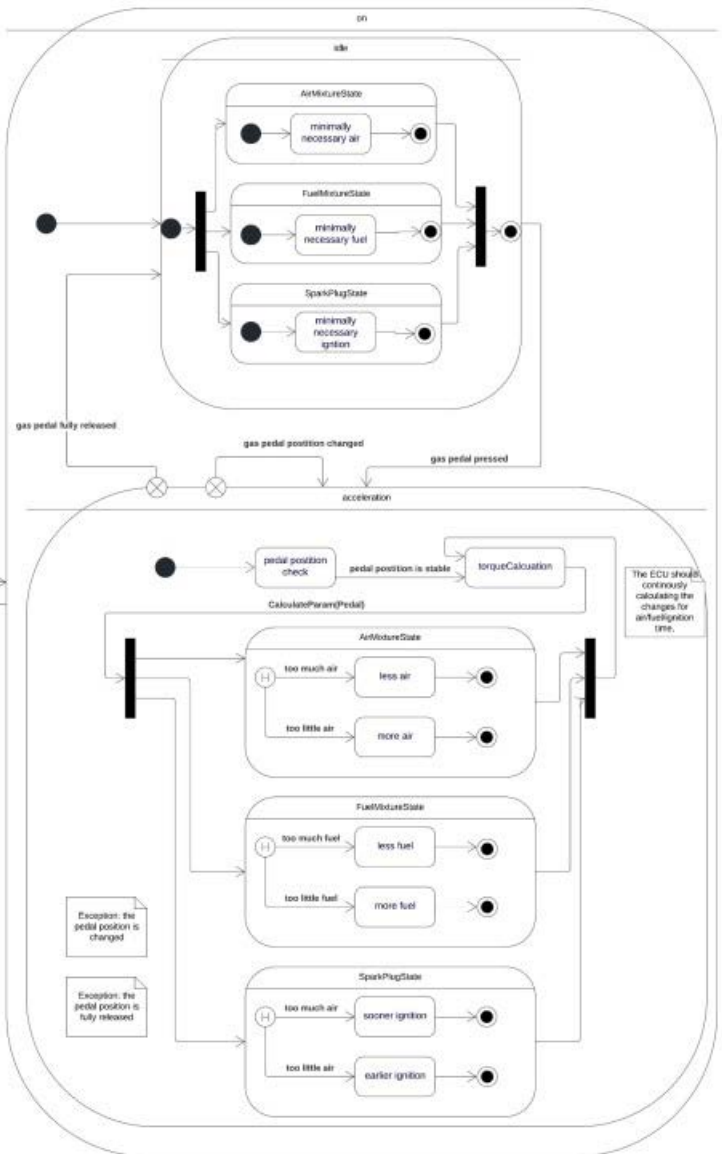 on
idle
AirMixtureState
minimally
necessary air
FuelMixtureState
minimally
necessary fuel
SparkPlugState
minimally
necessary
igntion
gas pedal fully released
gas pedal postition changed
gas pedal pressed
acceleration
pedal postition
check
pedal postition is stable
torqueCalcuation
The ECU should
continously
calculating the
changes for
air/fuel/ignition
time.
CalculateParam(Pedal)
AirMixtureState
H
too much air
less air
too little air
more air
FuelMixtureState
H
too much fuel
less fuel
too little fuel
more fuel
Exception: the
pedal position is
changed
SparkPlugState
Exception: the
pedal position is
fully released
H
too much air
sooner ignition
too little air
earlier ignition